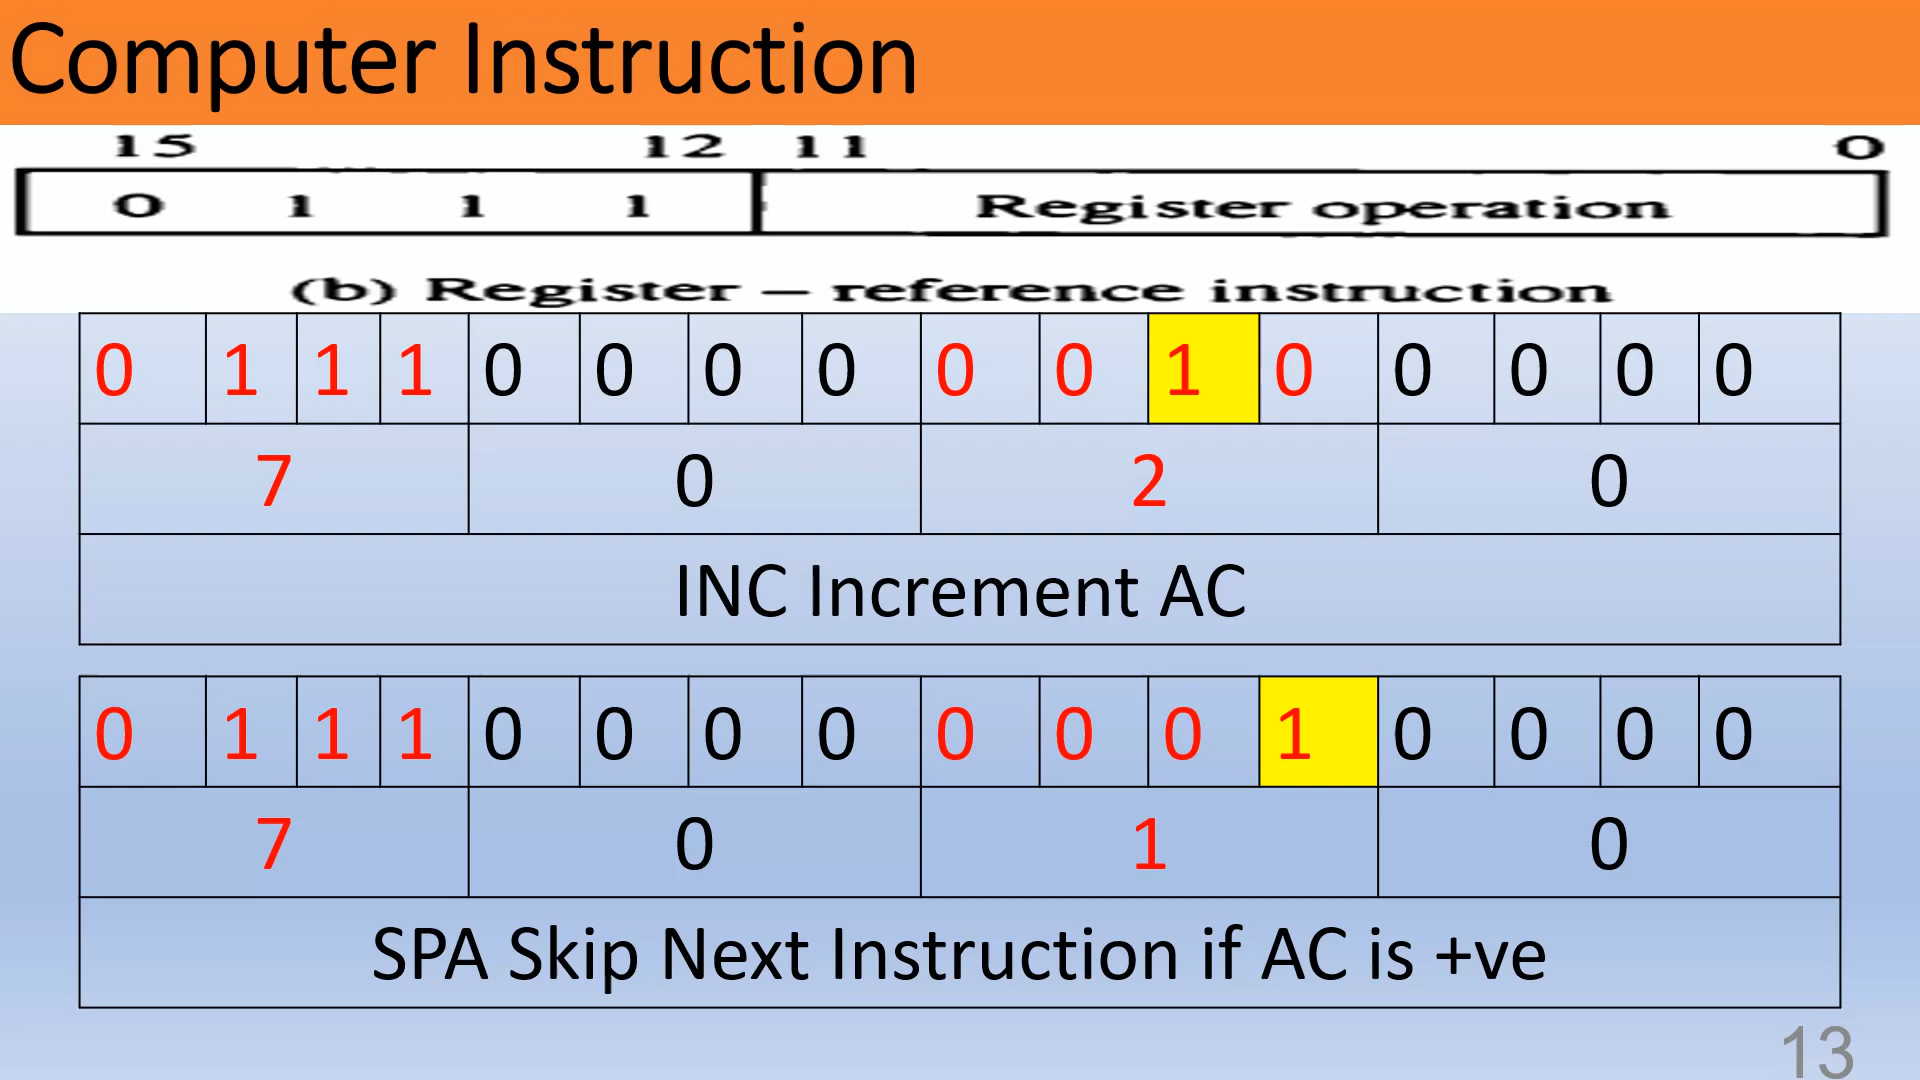 Computer Instruction
15 12 11 0
0 1 1 1 Register operation
(b) Register – reference instruction
0 1 1 1 0 0 0 0 0 0 1 0 0 0 0 0
7 0 2 0
INC Increment AC
0 1 1 1 0 0 0 0 0 0 0 1 0 0 0 0
7 0 1 0
SPA Skip Next Instruction if AC is +ve
13